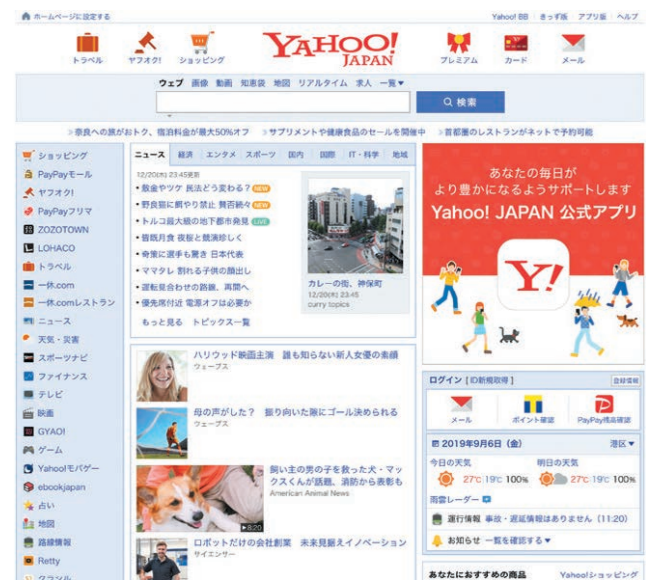 ホームページに設定する
Yahoo! BB
きっず版
アプリ版
ヘルプ
トラベル
ヤフオク!
ショッピング
YAHOO!
JAPAN
プレミアム
カード
メール
ウェブ 画像 動画 知恵袋 地図 リアルタイム 求人 一覧▼
検索
>奈良への旅がおトク、宿泊料金が最大50%オフ >サプリメントや健康食品のセールを開催中 >首都圏のレストランがネットで予約可能
ショッピング
PayPayモール
ヤフオク!
PayPayフリマ
ZOZOTOWN
LOHACO
トラベル
一休.com
一休.comレストラン
ニュース
天気・災害
スポーツナビ
ファイナンス
テレビ
映画
GYAO!
ゲーム
Yahoo!モバゲー
ebookjapan
占い
地図
路線情報
Retty
クラシル
ニュース 経済 エンタメ スポーツ 国内 国際 IT・科学 地域
12/20(木) 23:45更新
・敷金やツケ 民法どう変わる? NEW
・野良猫に餌やり禁止 賛否続々 NEW
・トルコ最大級の地下都市発見 LIVE
・皆既月食 夜桜と競演珍しく
・奇策に選手も驚き 日本代表
・ママタレ 割れる子供の顔出し
・運転見合わせの路線、再開へ
・優先席付近 電源オフは必要か
もっと見る トピックス一覧
カレーの街、神保町
12/20(木) 23:45
curry topics
ハリウッド映画主演 誰も知らない新人女優の素顔
ウェーブス
母の声がした? 振り向いた隙にゴール決められる
ウェーブス
飼い主の男の子を救った犬・マックスくんが話題、消防から表彰も
American Animal News
8:20
ロボットだけの会社創業 未来見据えイノベーション
サイエンサー
あなたの毎日が
より豊かになるようサポートします
Yahoo! JAPAN 公式アプリ
Y!
ログイン [ID新規取得]
登録情報
メール
ポイント確認
PayPay残高確認
2019年9月6日(金)
港区▼
今日の天気
明日の天気
27℃ 19℃ 100%
27℃ 19℃ 100%
雨雲レーダー
運行情報 事故・遅延情報はありません(11:20)
お知らせ 一覧を確認する▼
あなたにおすすめの商品
Yahoo!ショッピング